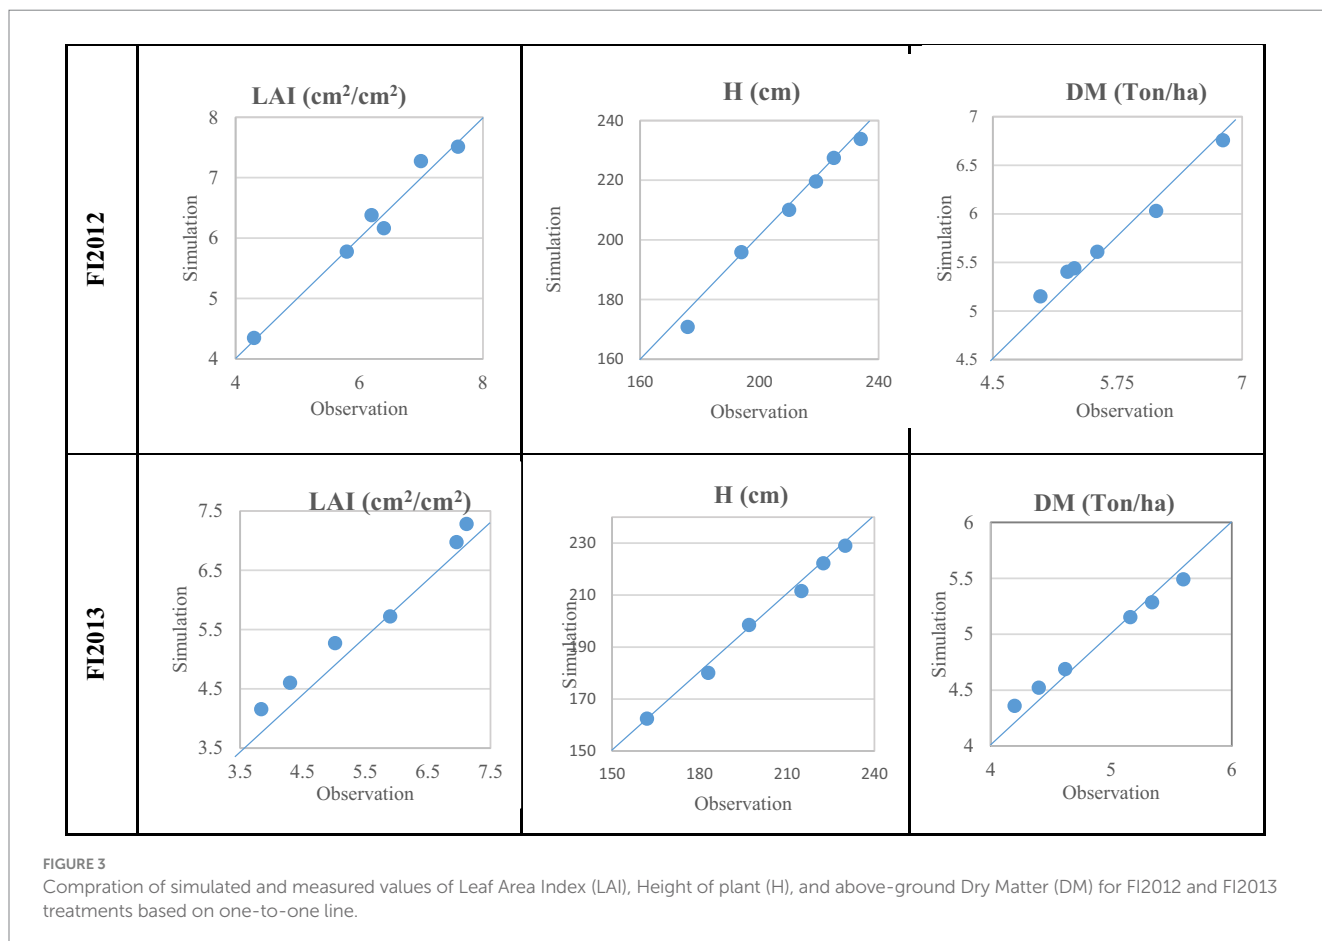 FI2012
LAI (cm²/cm²)
8
7
6
5
4
4 6 8
Simulation
Observation
H (cm)
240
220
200
180
160
160 200 240
Simulation
Observation
DM (Ton/ha)
7
6.5
6
5.5
5
4.5
4.5 5.75 7
Simulation
Observation
FI2013
LAI (cm²/cm²)
7.5
6.5
5.5
4.5
3.5
3.5 4.5 5.5 6.5 7.5
Simulation
Observation
H (cm)
230
210
190
170
150
150 180 210 240
Simulation
Observation
DM (Ton/ha)
6
5.5
5
4.5
4
4 5 6
Simulation
Observation
FIGURE 3
Compration of simulated and measured values of Leaf Area Index (LAI), Height of plant (H), and above-ground Dry Matter (DM) for FI2012 and FI2013
treatments based on one-to-one line.